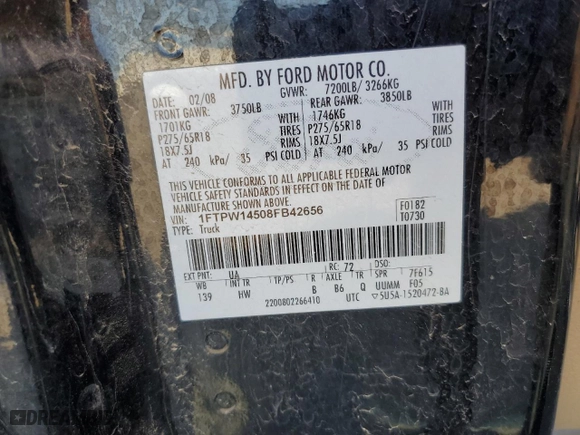 MFD. BY FORD MOTOR CO.
DATE: 02/08 GVWR: 7200LB/ 3266KG
FRONT GAWR: 3750LB REAR GAWR: 3850LB
1701KG WITH 1746KG WITH
P275/65R18 TIRES P275/65R18 TIRES
18X7.5J RIMS 18X7.5J RIMS
AT 240 kPa/ 35 PSI COLD AT 240 kPa/ 35 PSI COLD
THIS VEHICLE CONFORMS TO ALL APPLICABLE FEDERAL MOTOR
VEHICLE SAFETY STANDARDS IN EFFECT ON THE DATE OF
MANUFACTURE SHOWN ABOVE.
VIN: 1FTPW14508FB42656 F0182
TYPE: Truck T0730
EXT PNT: UA RC: 72 DSO:
WB INT TR TP/PS R AXLE TR SPR 7F615
139 HW B B6 Q UUMM F05
2200802266410 UTC ▽5U5A-1520472-BA